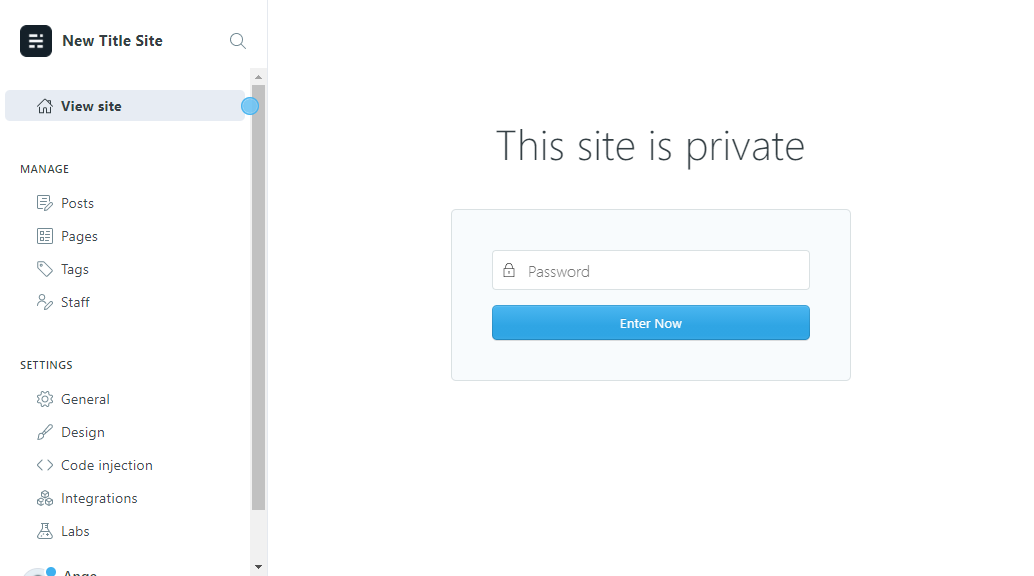 New Title Site
View site
MANAGE
Posts
Pages
Tags
Staff
SETTINGS
General
Design
Code injection
Integrations
Labs
Ange
This site is private
Password
Enter Now